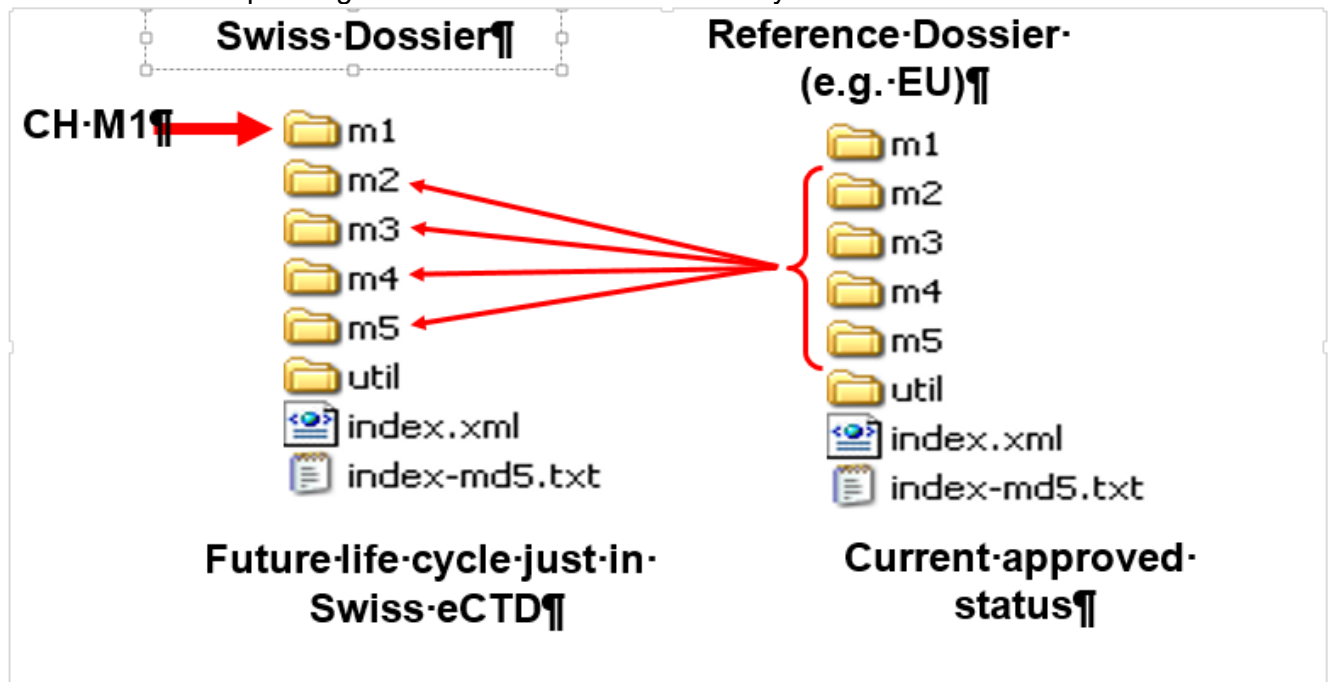 Swiss·Dossier¶
Reference·Dossier·
(e.g.·EU)¶
CH·M1¶
m1
m2
m3
m4
m5
util
index.xml
index-md5.txt
m1
m2
m3
m4
m5
util
index.xml
index-md5.txt
Future·life·cycle·just·in·
Swiss·eCTD¶
Current·approved·
status¶